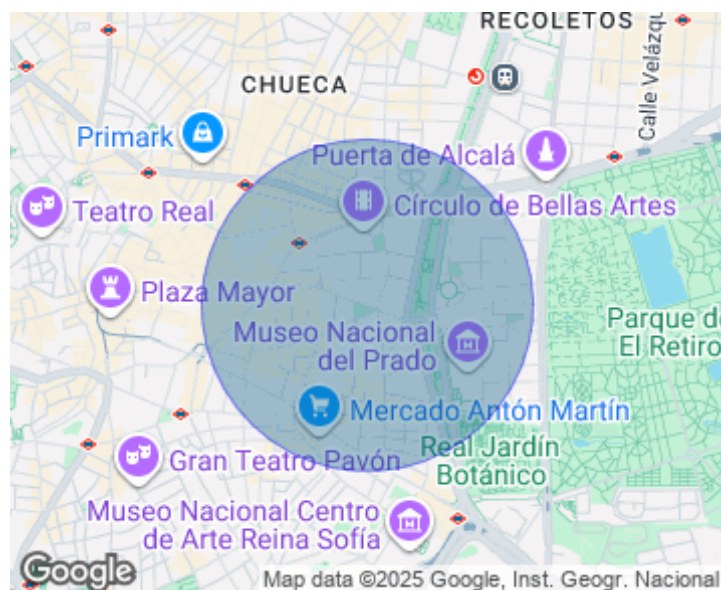 RECOLETOS
CHUECA
Calle Velázq
Primark
Puerta de Alcalá
Teatro Real
Círculo de Bellas Artes
Plaza Mayor
Parque de
El Retiro
Museo Nacional
del Prado
Mercado Antón Martín
Real Jardín
Botánico
Gran Teatro Pavón
Museo Nacional Centro
de Arte Reina Sofía
Google
Map data ©2025 Google, Inst. Geogr. Nacional